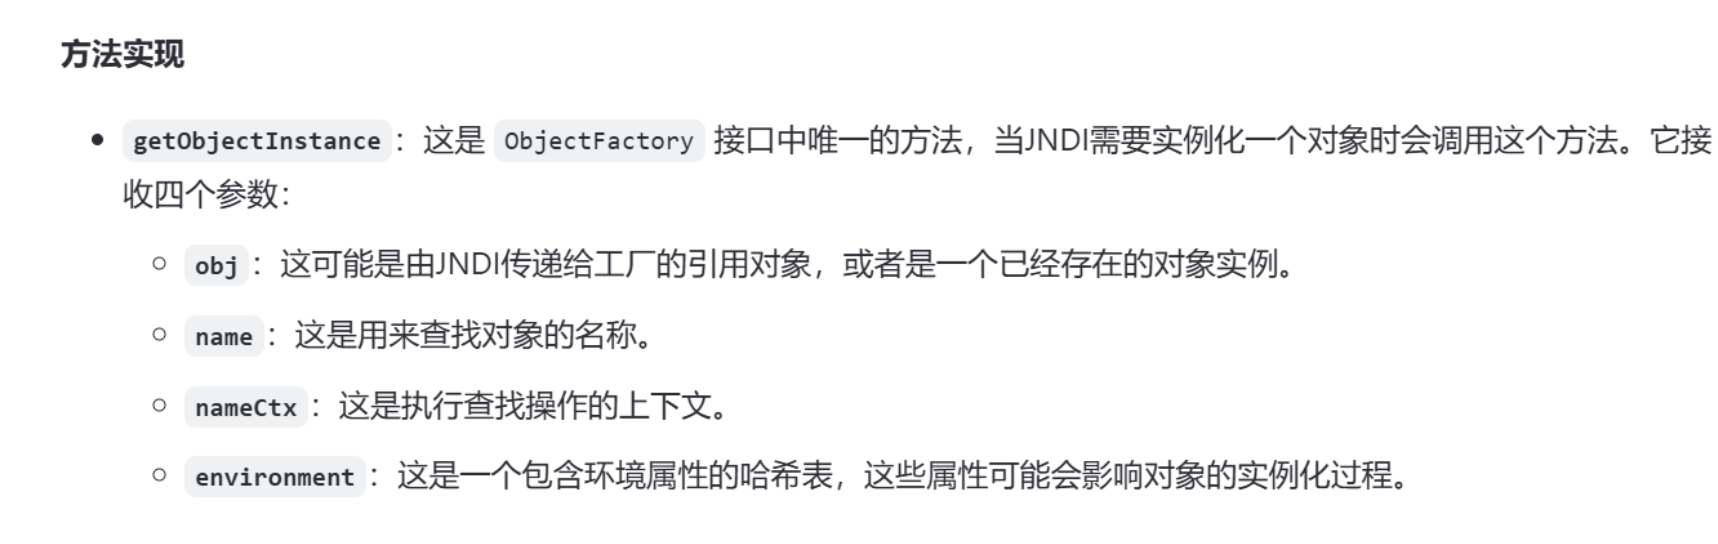 方法实现
getObjectInstance：这是 ObjectFactory 接口中唯一的方法，当JNDI需要实例化一个对象时会调用这个方法。它接
收四个参数：
obj：这可能是由JNDI传递给工厂的引用对象，或者是一个已经存在的对象实例。
name：这是用来查找对象的名称。
nameCtx：这是执行查找操作的上下文。
environment：这是一个包含环境属性的哈希表，这些属性可能会影响对象的实例化过程。